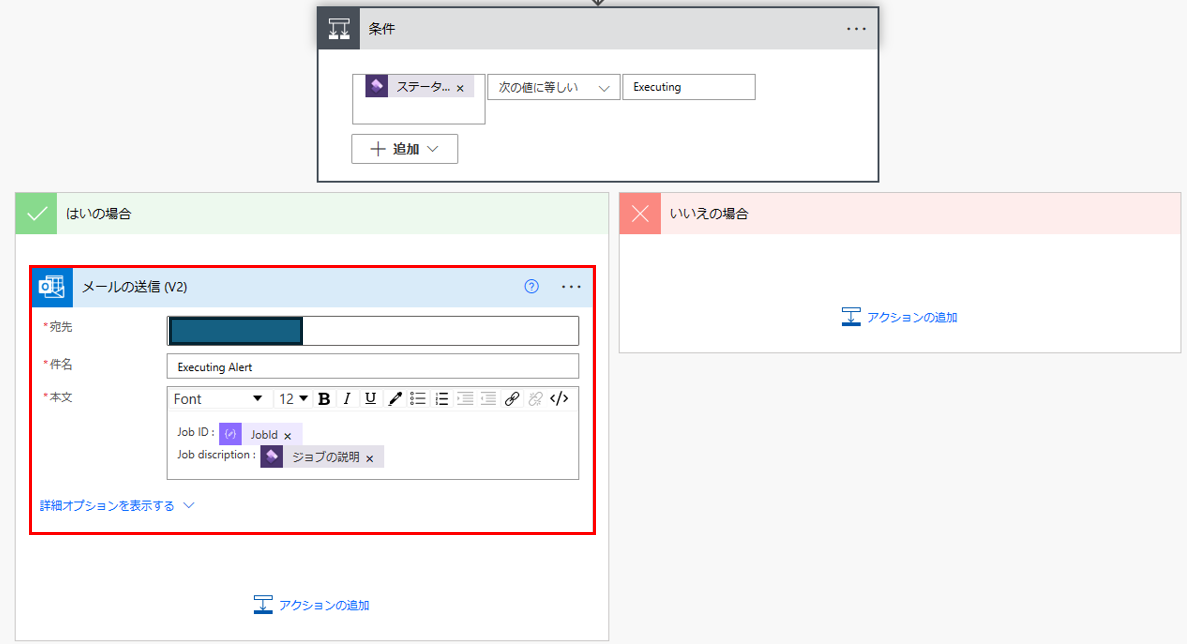 条件
ステータ...
次の値に等しい
Executing
追加
はいの場合
いいえの場合
メールの送信 (V2)
アクションの追加
*宛先
*件名
Executing Alert
*本文
Font 12 B I U </>
Job ID : JobId
Job discription : ジョブの説明
詳細オプションを表示する
アクションの追加